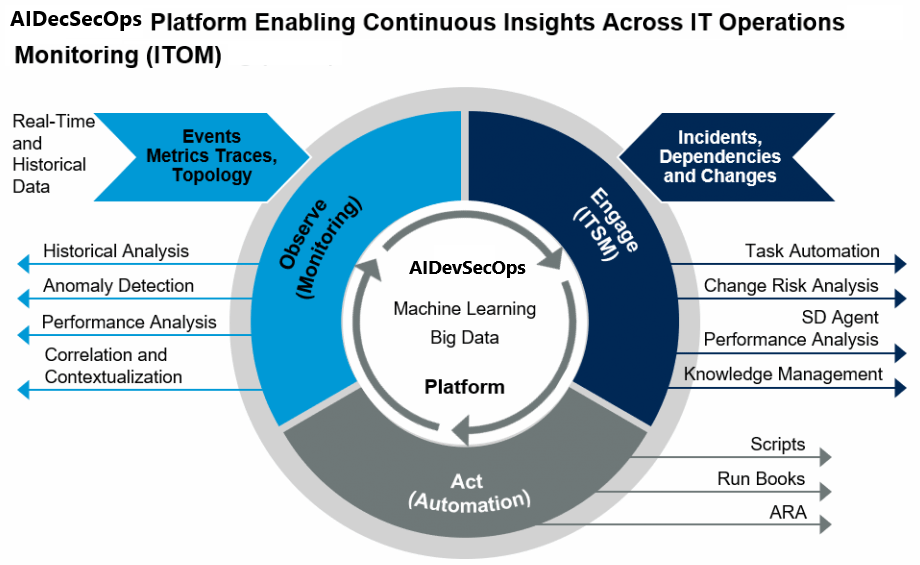 AIDecSecOps Platform Enabling Continuous Insights Across IT Operations
Monitoring (ITOM)
Real-Time
and
Historical
Data
Events
Metrics Traces,
Topology
Incidents,
Dependencies
and Changes
Observe
(Monitoring)
Engage
(ITSM)
Historical Analysis
Anomaly Detection
Performance Analysis
Correlation and
Contextualization
AIDevSecOps
Machine Learning
Big Data
Platform
Task Automation
Change Risk Analysis
SD Agent
Performance Analysis
Knowledge Management
Act
(Automation)
Scripts
Run Books
ARA